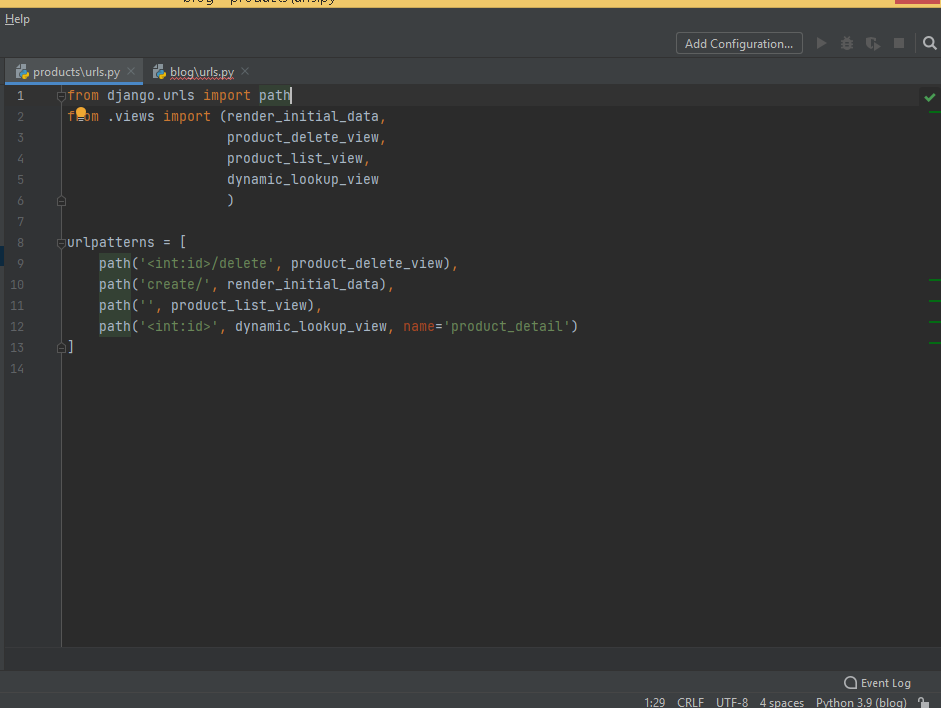 blog - products\urls.py
Help
Add Configuration...
products\urls.py
blog\urls.py
1 from django.urls import path
2 from .views import (render_initial_data,
3 product_delete_view,
4 product_list_view,
5 dynamic_lookup_view
6 )
7
8 urlpatterns = [
9 path('<int:id>/delete', product_delete_view),
10 path('create/', render_initial_data),
11 path('', product_list_view),
12 path('<int:id>', dynamic_lookup_view, name='product_detail')
13 ]
14
Event Log
1:29 CRLF UTF-8 4 spaces Python 3.9 (blog)